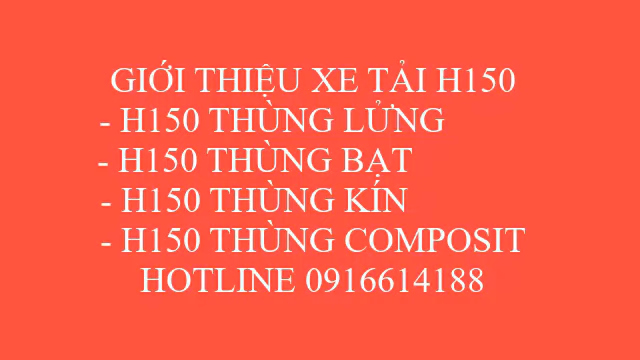 GIỚI THIỆU XE TẢI H150
- H150 THÙNG LỬNG
- H150 THÙNG BẠT
- H150 THÙNG KÍN
- H150 THÙNG COMPOSIT
HOTLINE 0916614188